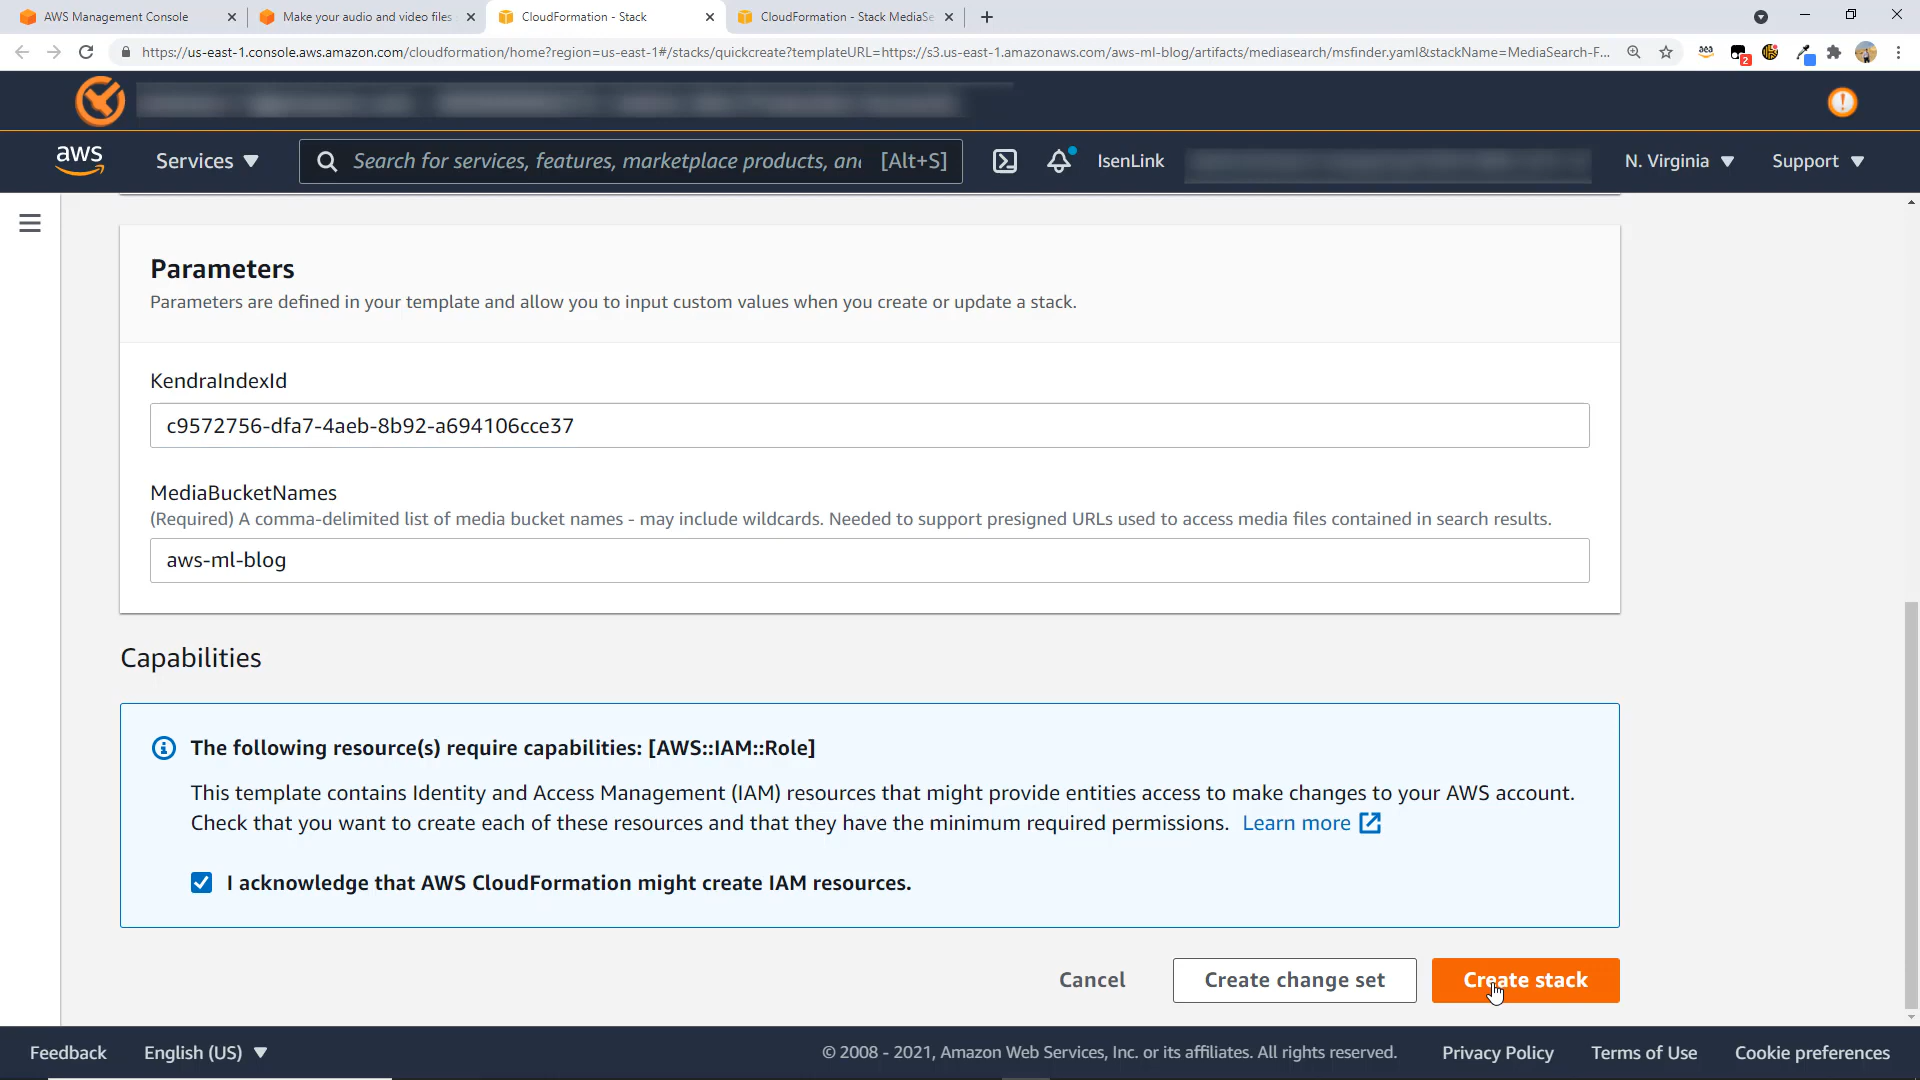 AWS Management Console
Make your audio and video files
CloudFormation - Stack
CloudFormation - Stack MediaSe
https://us-east-1.console.aws.amazon.com/cloudformation/home?region=us-east-1#/stacks/quickcreate?templateURL=https://s3.us-east-1.amazonaws.com/aws-ml-blog/artifacts/mediasearch/msfinder.yaml&stackName=MediaSearch-F...
2
aws
Services
Search for services, features, marketplace products, an
[Alt+S]
IsenLink
N. Virginia
Support
Parameters
Parameters are defined in your template and allow you to input custom values when you create or update a stack.
KendraIndexId
c9572756-dfa7-4aeb-8b92-a694106cce37
MediaBucketNames
(Required) A comma-delimited list of media bucket names - may include wildcards. Needed to support presigned URLs used to access media files contained in search results.
aws-ml-blog
Capabilities
The following resource(s) require capabilities: [AWS::IAM::Role]
This template contains Identity and Access Management (IAM) resources that might provide entities access to make changes to your AWS account.
Check that you want to create each of these resources and that they have the minimum required permissions. Learn more
I acknowledge that AWS CloudFormation might create IAM resources.
Cancel
Create change set
Create stack
Feedback
English (US)
© 2008 - 2021, Amazon Web Services, Inc. or its affiliates. All rights reserved.
Privacy Policy
Terms of Use
Cookie preferences